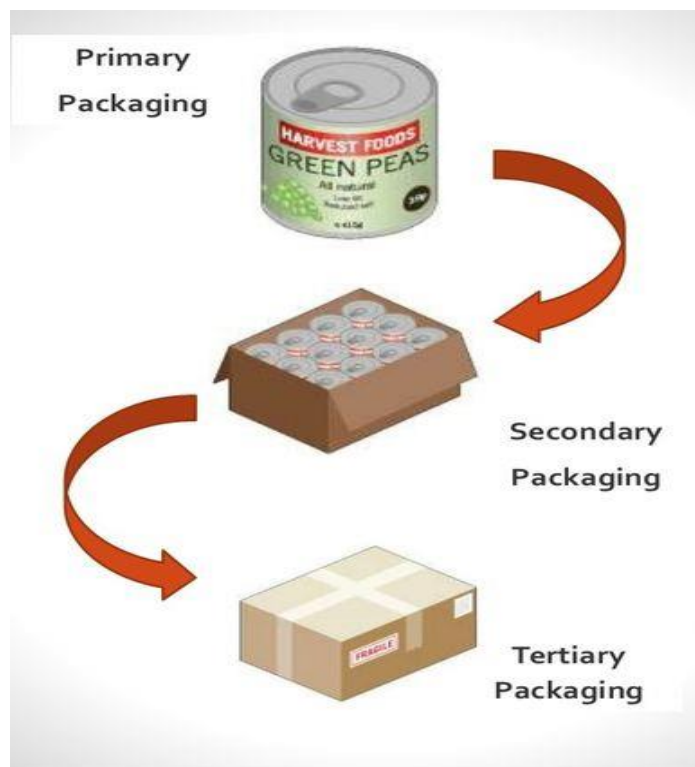 Primary
Packaging
HARVEST FOODS
GREEN PEAS
All natural
Secondary
Packaging
FRAGILE
Tertiary
Packaging